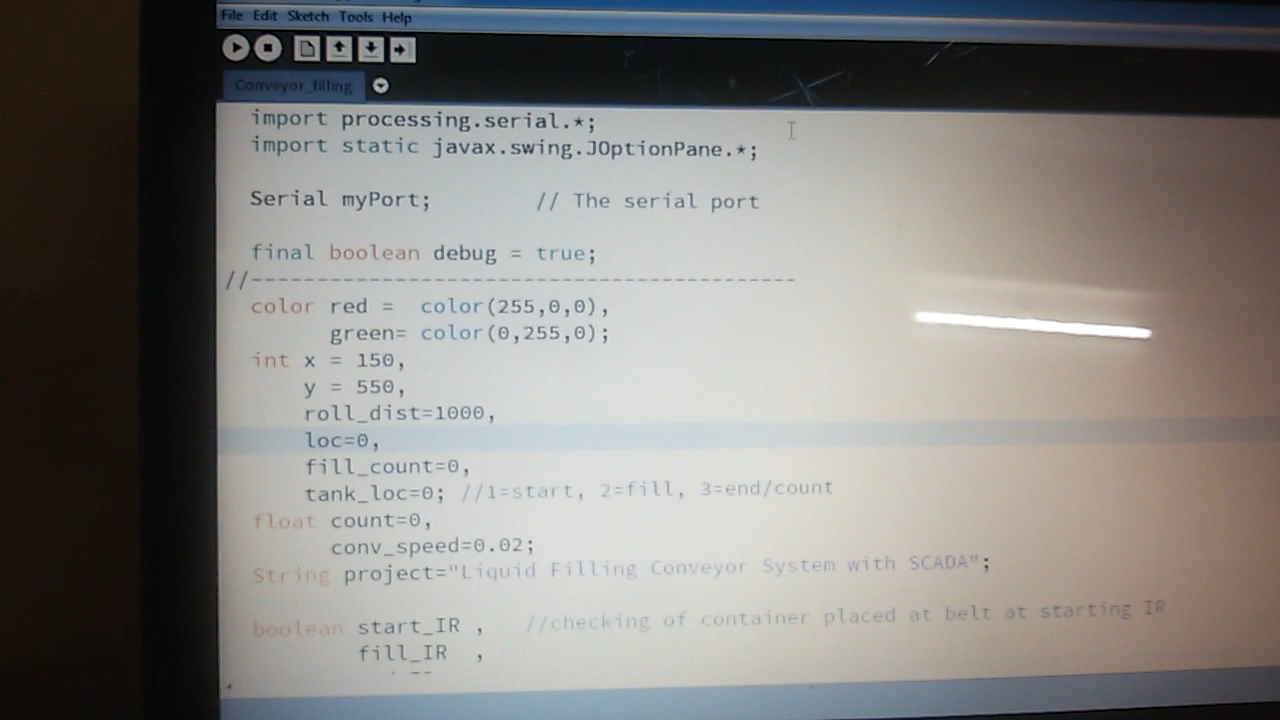 File Edit Sketch Tools Help
Conveyor_filling
import processing.serial.*;
import static javax.swing.JOptionPane.*;
Serial myPort; // The serial port
final boolean debug = true;
//------------------------------------------
color red = color(255,0,0),
green= color(0,255,0);
int x = 150,
y = 550,
roll_dist=1000,
loc=0,
fill_count=0,
tank_loc=0; //1=start, 2=fill, 3=end/count
float count=0,
conv_speed=0.02;
String project="Liquid Filling Conveyor System with SCADA";
boolean start_IR , //checking of container placed at belt at starting IR
fill_IR ,